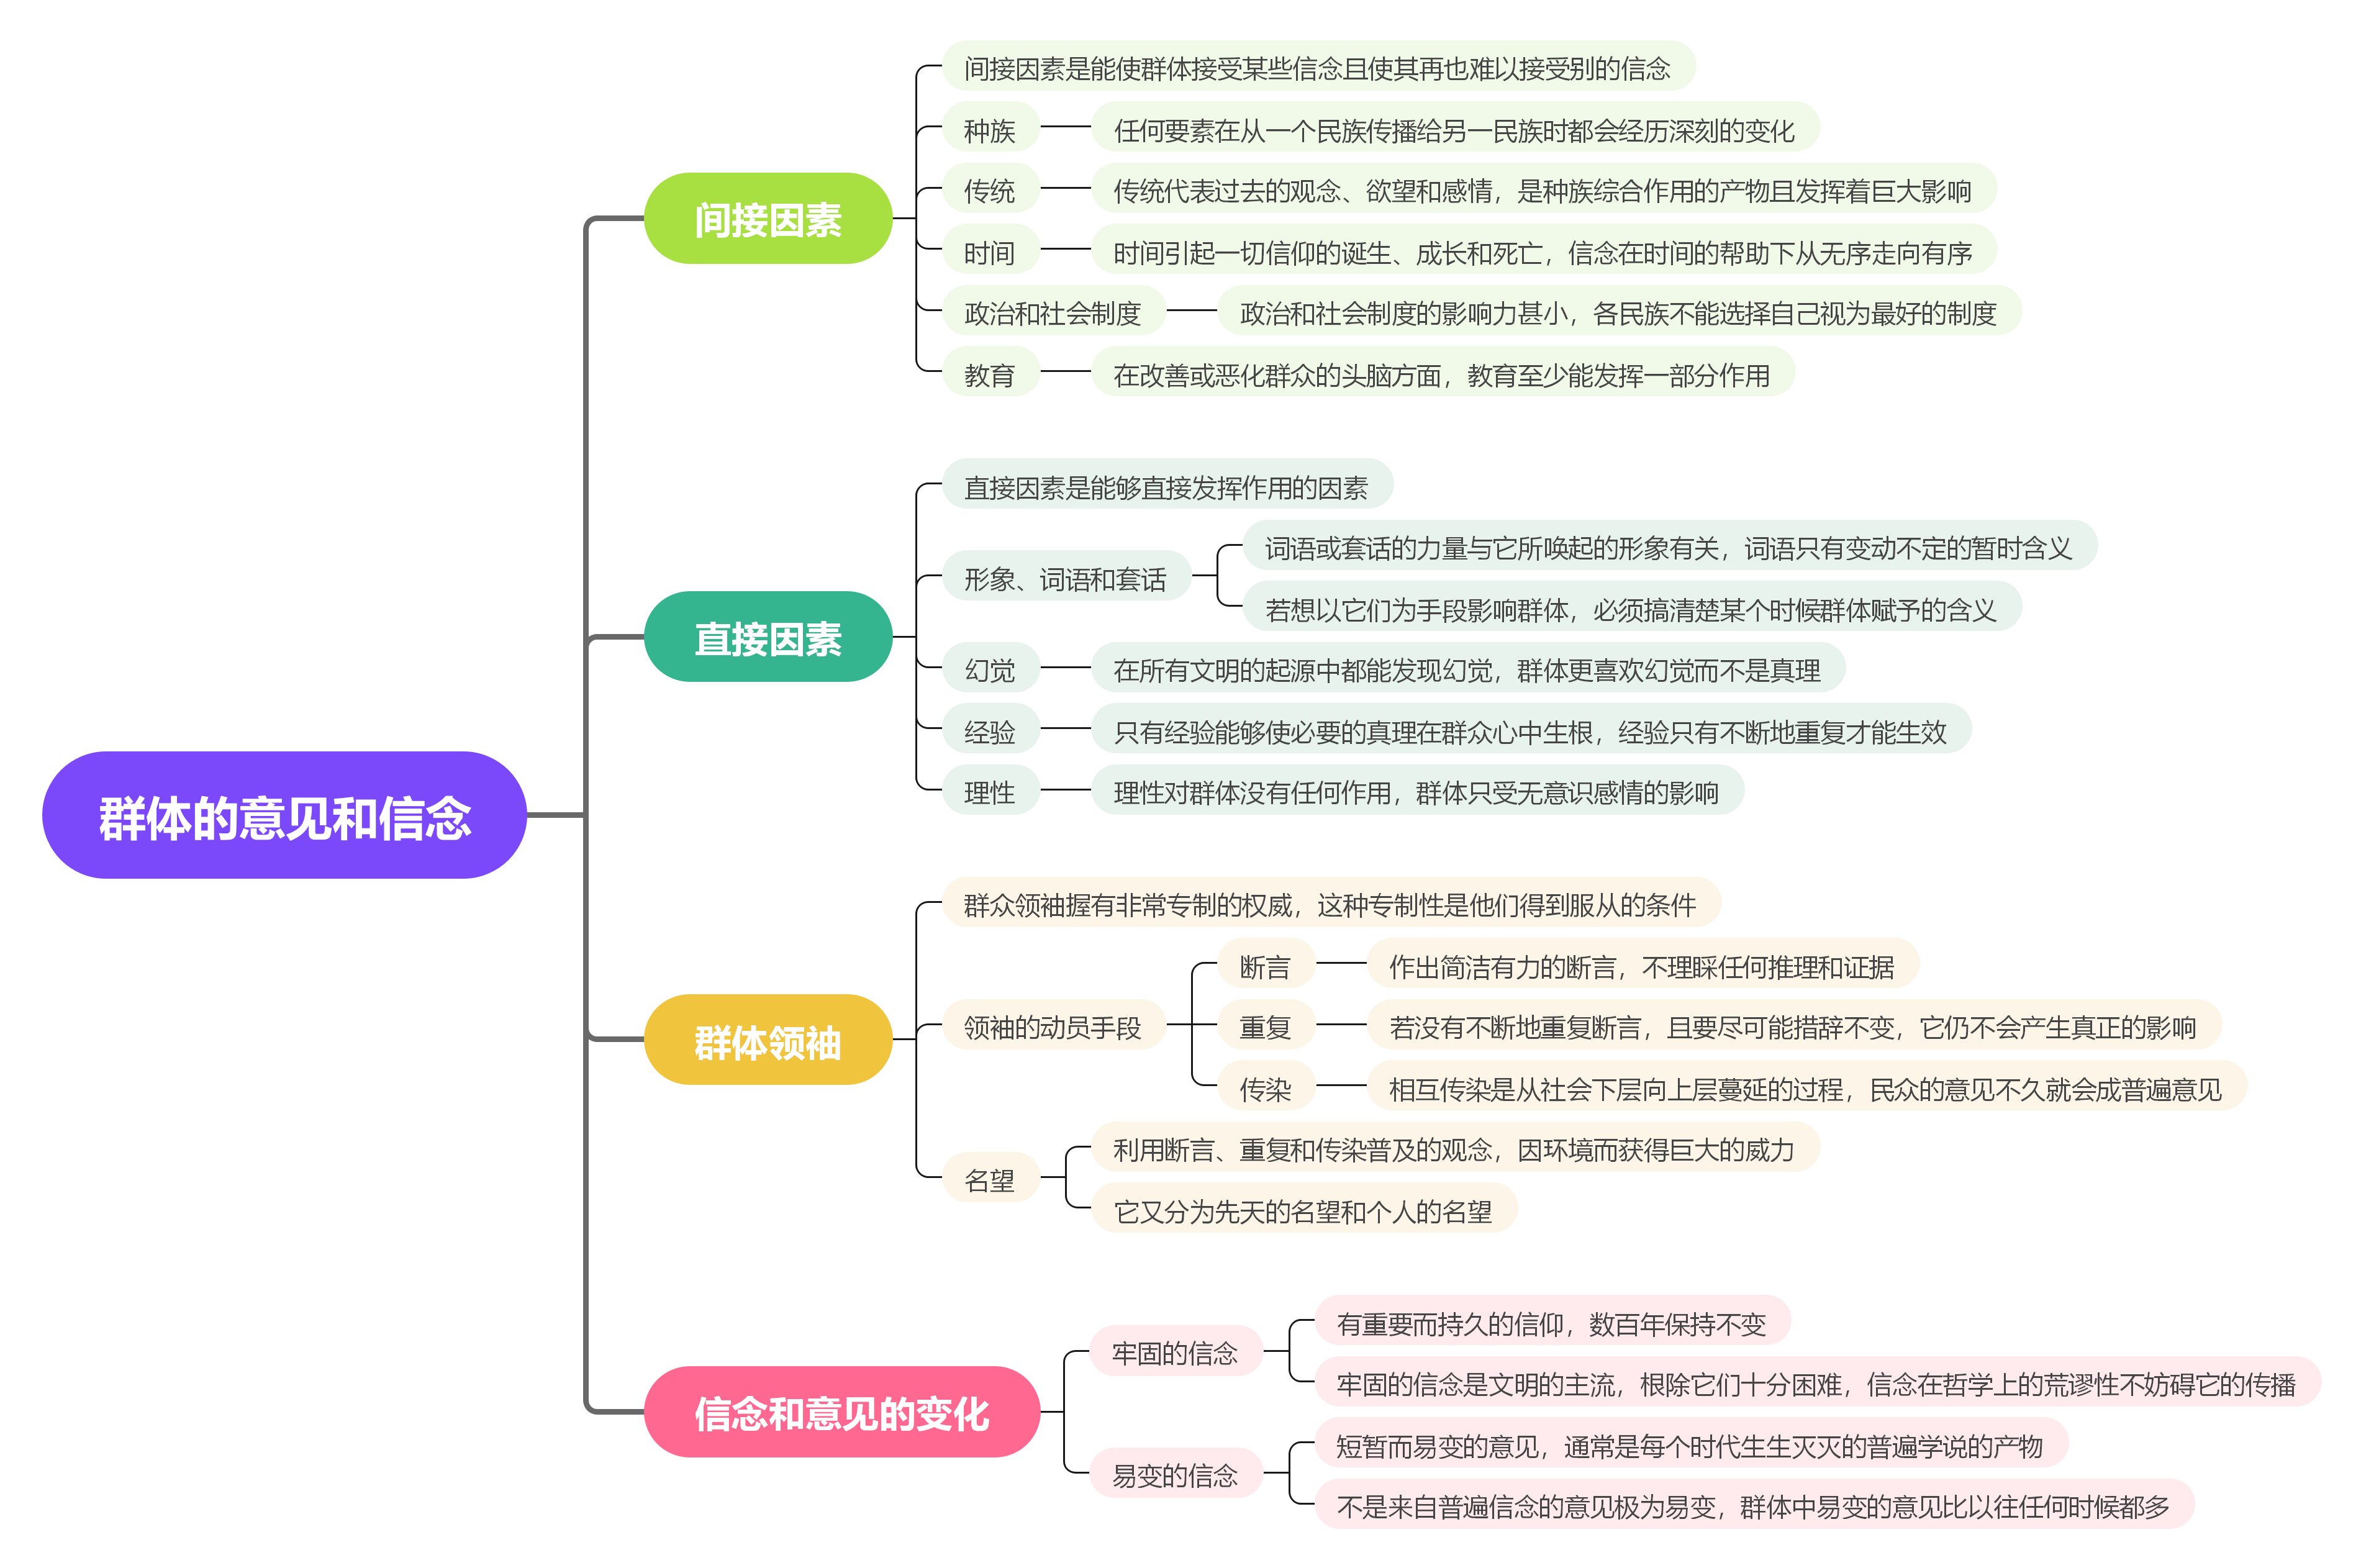 群体的意见和信念
间接因素
间接因素是能使群体接受某些信念且使其再也难以接受别的信念
种族
任何要素在从一个民族传播给另一民族时都会经历深刻的变化
传统
传统代表过去的观念、欲望和感情，是种族综合作用的产物且发挥着巨大影响
时间
时间引起一切信仰的诞生、成长和死亡，信念在时间的帮助下从无序走向有序
政治和社会制度
政治和社会制度的影响力甚小，各民族不能选择自己视为最好的制度
教育
在改善或恶化群众的头脑方面，教育至少能发挥一部分作用
直接因素
直接因素是能够直接发挥作用的因素
形象、词语和套话
词语或套话的力量与它所唤起的形象有关，词语只有变动不定的暂时含义
若想以它们为手段影响群体，必须搞清楚某个时候群体赋予的含义
幻觉
在所有文明的起源中都能发现幻觉，群体更喜欢幻觉而不是真理
经验
只有经验能够使必要的真理在群众心中生根，经验只有不断地重复才能生效
理性
理性对群体没有任何作用，群体只受无意识感情的影响
群体领袖
群众领袖握有非常专制的权威，这种专制性是他们得到服从的条件
领袖的动员手段
断言
作出简洁有力的断言，不理睬任何推理和证据
重复
若没有不断地重复断言，且要尽可能措辞不变，它仍不会产生真正的影响
传染
相互传染是从社会下层向上层蔓延的过程，民众的意见不久就会成普遍意见
名望
利用断言、重复和传染普及的观念，因环境而获得巨大的威力
它又分为先天的名望和个人的名望
信念和意见的变化
牢固的信念
有重要而持久的信仰，数百年保持不变
牢固的信念是文明的主流，根除它们十分困难，信念在哲学上的荒谬性不妨碍它的传播
易变的信念
短暂而易变的意见，通常是每个时代生生灭灭的普遍学说的产物
不是来自普遍信念的意见极为易变，群体中易变的意见比以往任何时候都多